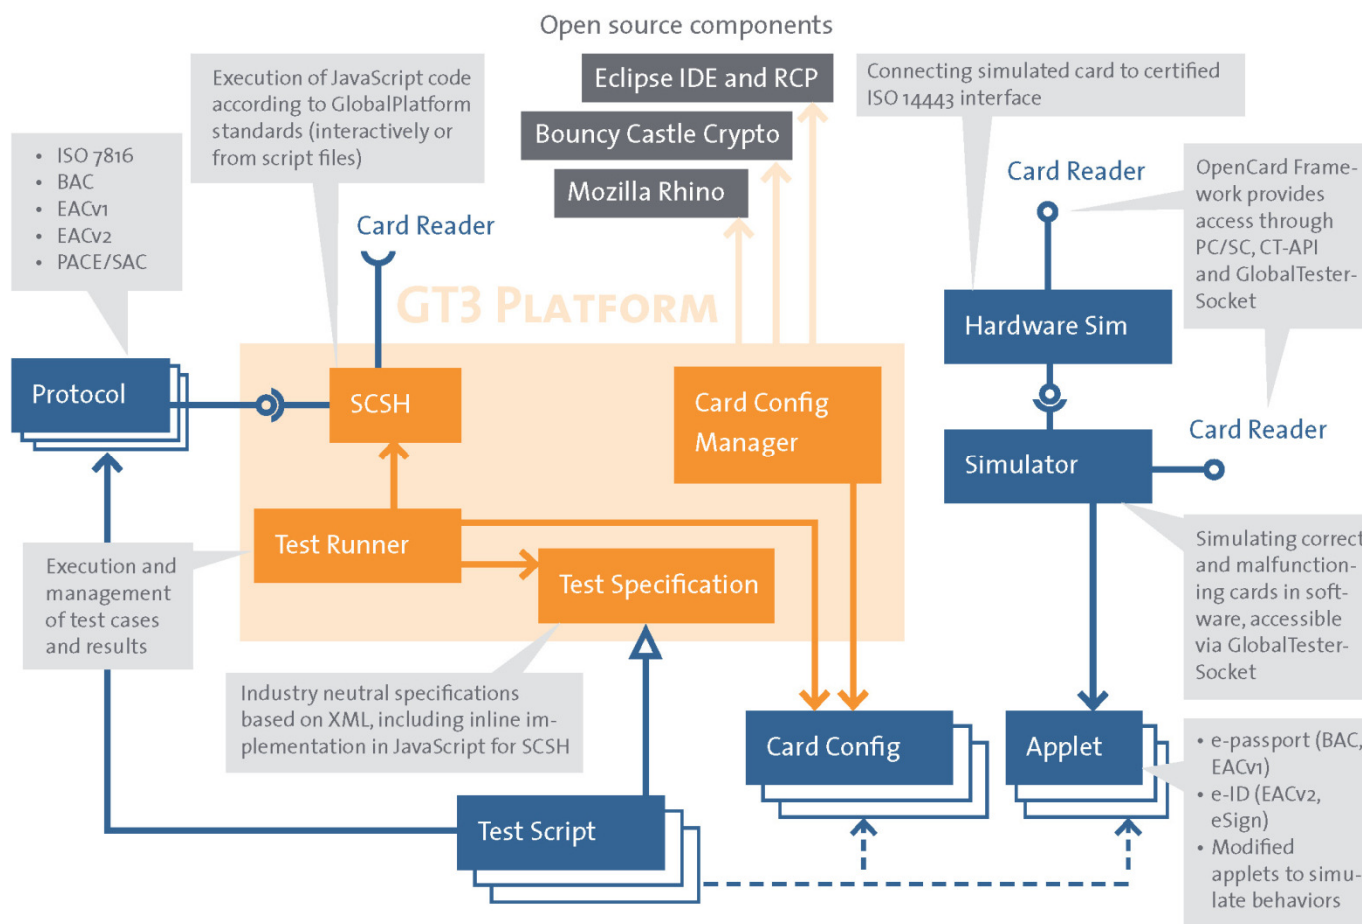 Open source components
Eclipse IDE and RCP
Bouncy Castle Crypto
Mozilla Rhino
Execution of JavaScript code
according to GlobalPlatform
standards (interactively or
from script files)
Connecting simulated card to certified
ISO 14443 interface
• ISO 7816
• BAC
• EACv1
• EACv2
• PACE/SAC
Card Reader
Card Reader
OpenCard Frame-
work provides
access through
PC/SC, CT-API
and GlobalTester-
Socket
GT3 PLATFORM
Hardware Sim
Protocol
SCSH
Card Config
Manager
Simulator
Card Reader
Test Runner
Test Specification
Execution and
management
of test cases
and results
Simulating correct
and malfunction-
ing cards in soft-
ware, accessible
via GlobalTester-
Socket
Industry neutral specifications
based on XML, including inline im-
plementation in JavaScript for SCSH
Card Config
Applet
• e-passport (BAC,
EACv1)
• e-ID (EACv2,
eSign)
• Modified
applets to simu-
late behaviors
Test Script